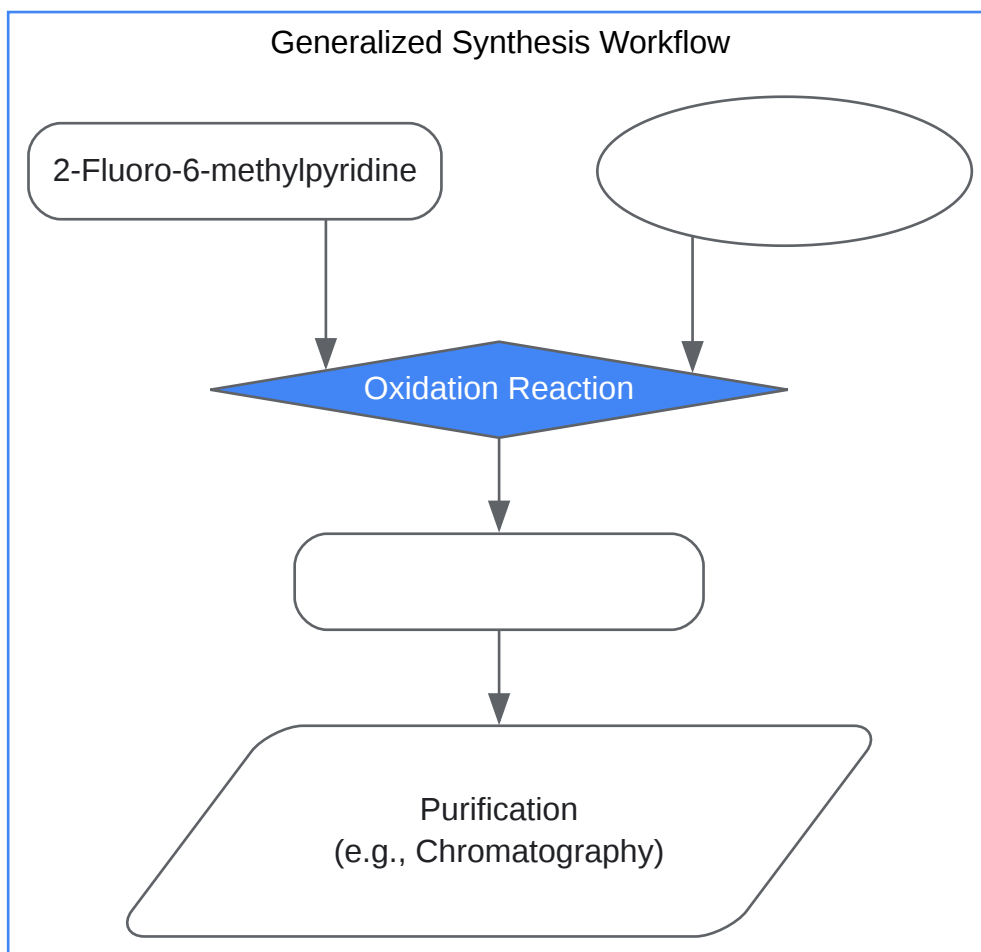 Generalized Synthesis Workflow
2-Fluoro-6-methylpyridine
Oxidation Reaction
Purification
(e.g., Chromatography)